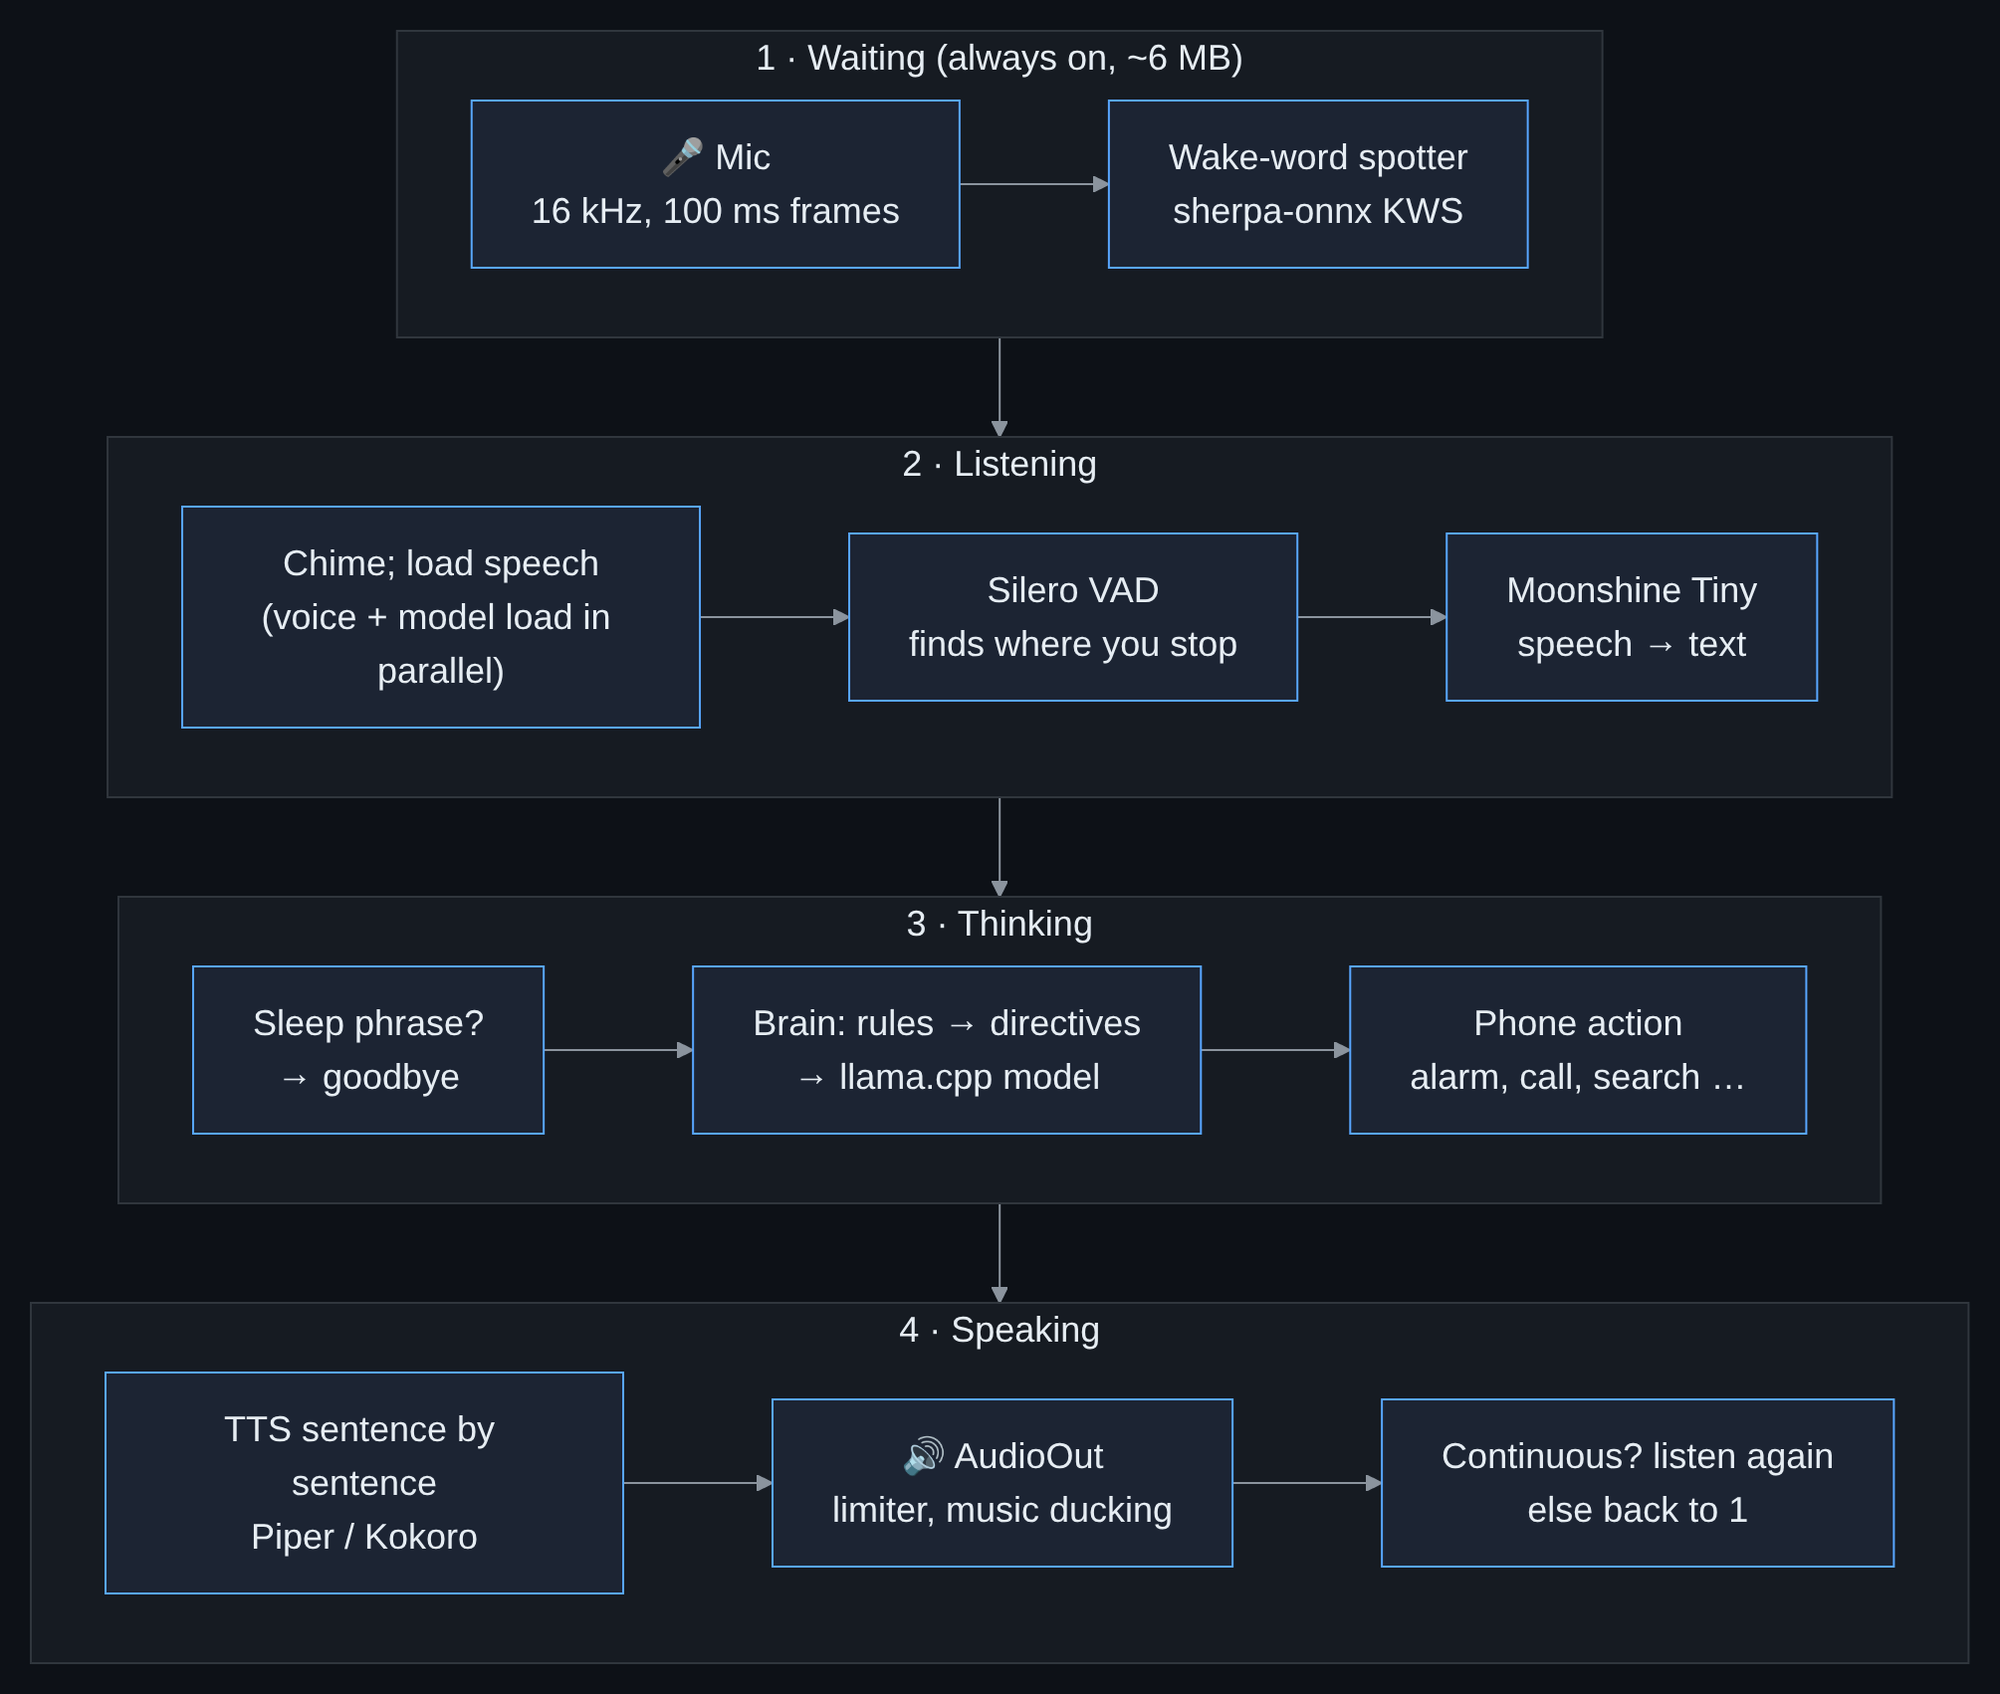 1 · Waiting (always on, ~6 MB)
🎤 Mic
16 kHz, 100 ms frames
Wake-word spotter
sherpa-onnx KWS
2 · Listening
Chime; load speech
(voice + model load in
parallel)
Silero VAD
finds where you stop
Moonshine Tiny
speech → text
3 · Thinking
Sleep phrase?
→ goodbye
Brain: rules → directives
→ llama.cpp model
Phone action
alarm, call, search …
4 · Speaking
TTS sentence by
sentence
Piper / Kokoro
🔊 AudioOut
limiter, music ducking
Continuous? listen again
else back to 1